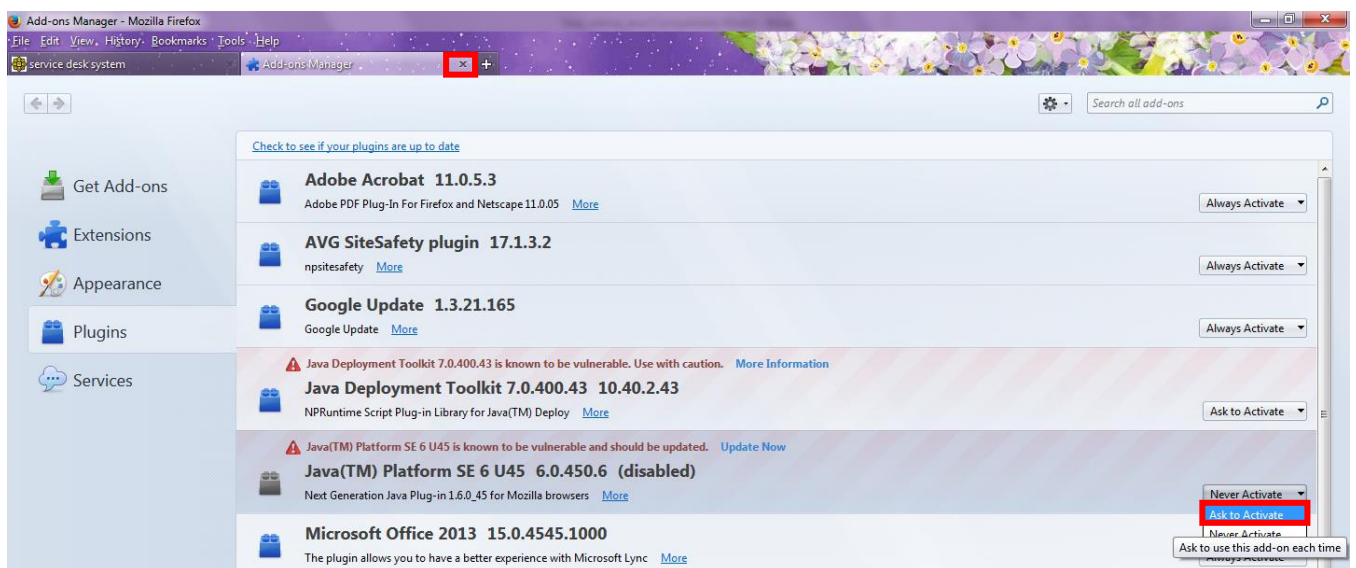 Add-ons Manager - Mozilla Firefox
File Edit View History Bookmarks Tools Help
service desk system Add-ons Manager
Search all add-ons
Check to see if your plugins are up to date
Get Add-ons
Extensions
Appearance
Plugins
Services
Adobe Acrobat 11.0.5.3
Adobe PDF Plug-In For Firefox and Netscape 11.0.05 More
Always Activate
AVG SiteSafety plugin 17.1.3.2
npsitesafety More
Always Activate
Google Update 1.3.21.165
Google Update More
Always Activate
Java Deployment Toolkit 7.0.400.43 is known to be vulnerable. Use with caution. More Information
Java Deployment Toolkit 7.0.400.43 10.40.2.43
NPRuntime Script Plug-in Library for Java(TM) Deploy More
Ask to Activate
Java(TM) Platform SE 6 U45 is known to be vulnerable and should be updated. Update Now
Java(TM) Platform SE 6 U45 6.0.450.6 (disabled)
Next Generation Java Plug-in 1.6.0_45 for Mozilla browsers More
Never Activate
Ask to Activate
Never Activate
Ask to use this add-on each time
Always Activate
Microsoft Office 2013 15.0.4545.1000
The plugin allows you to have a better experience with Microsoft Lync More